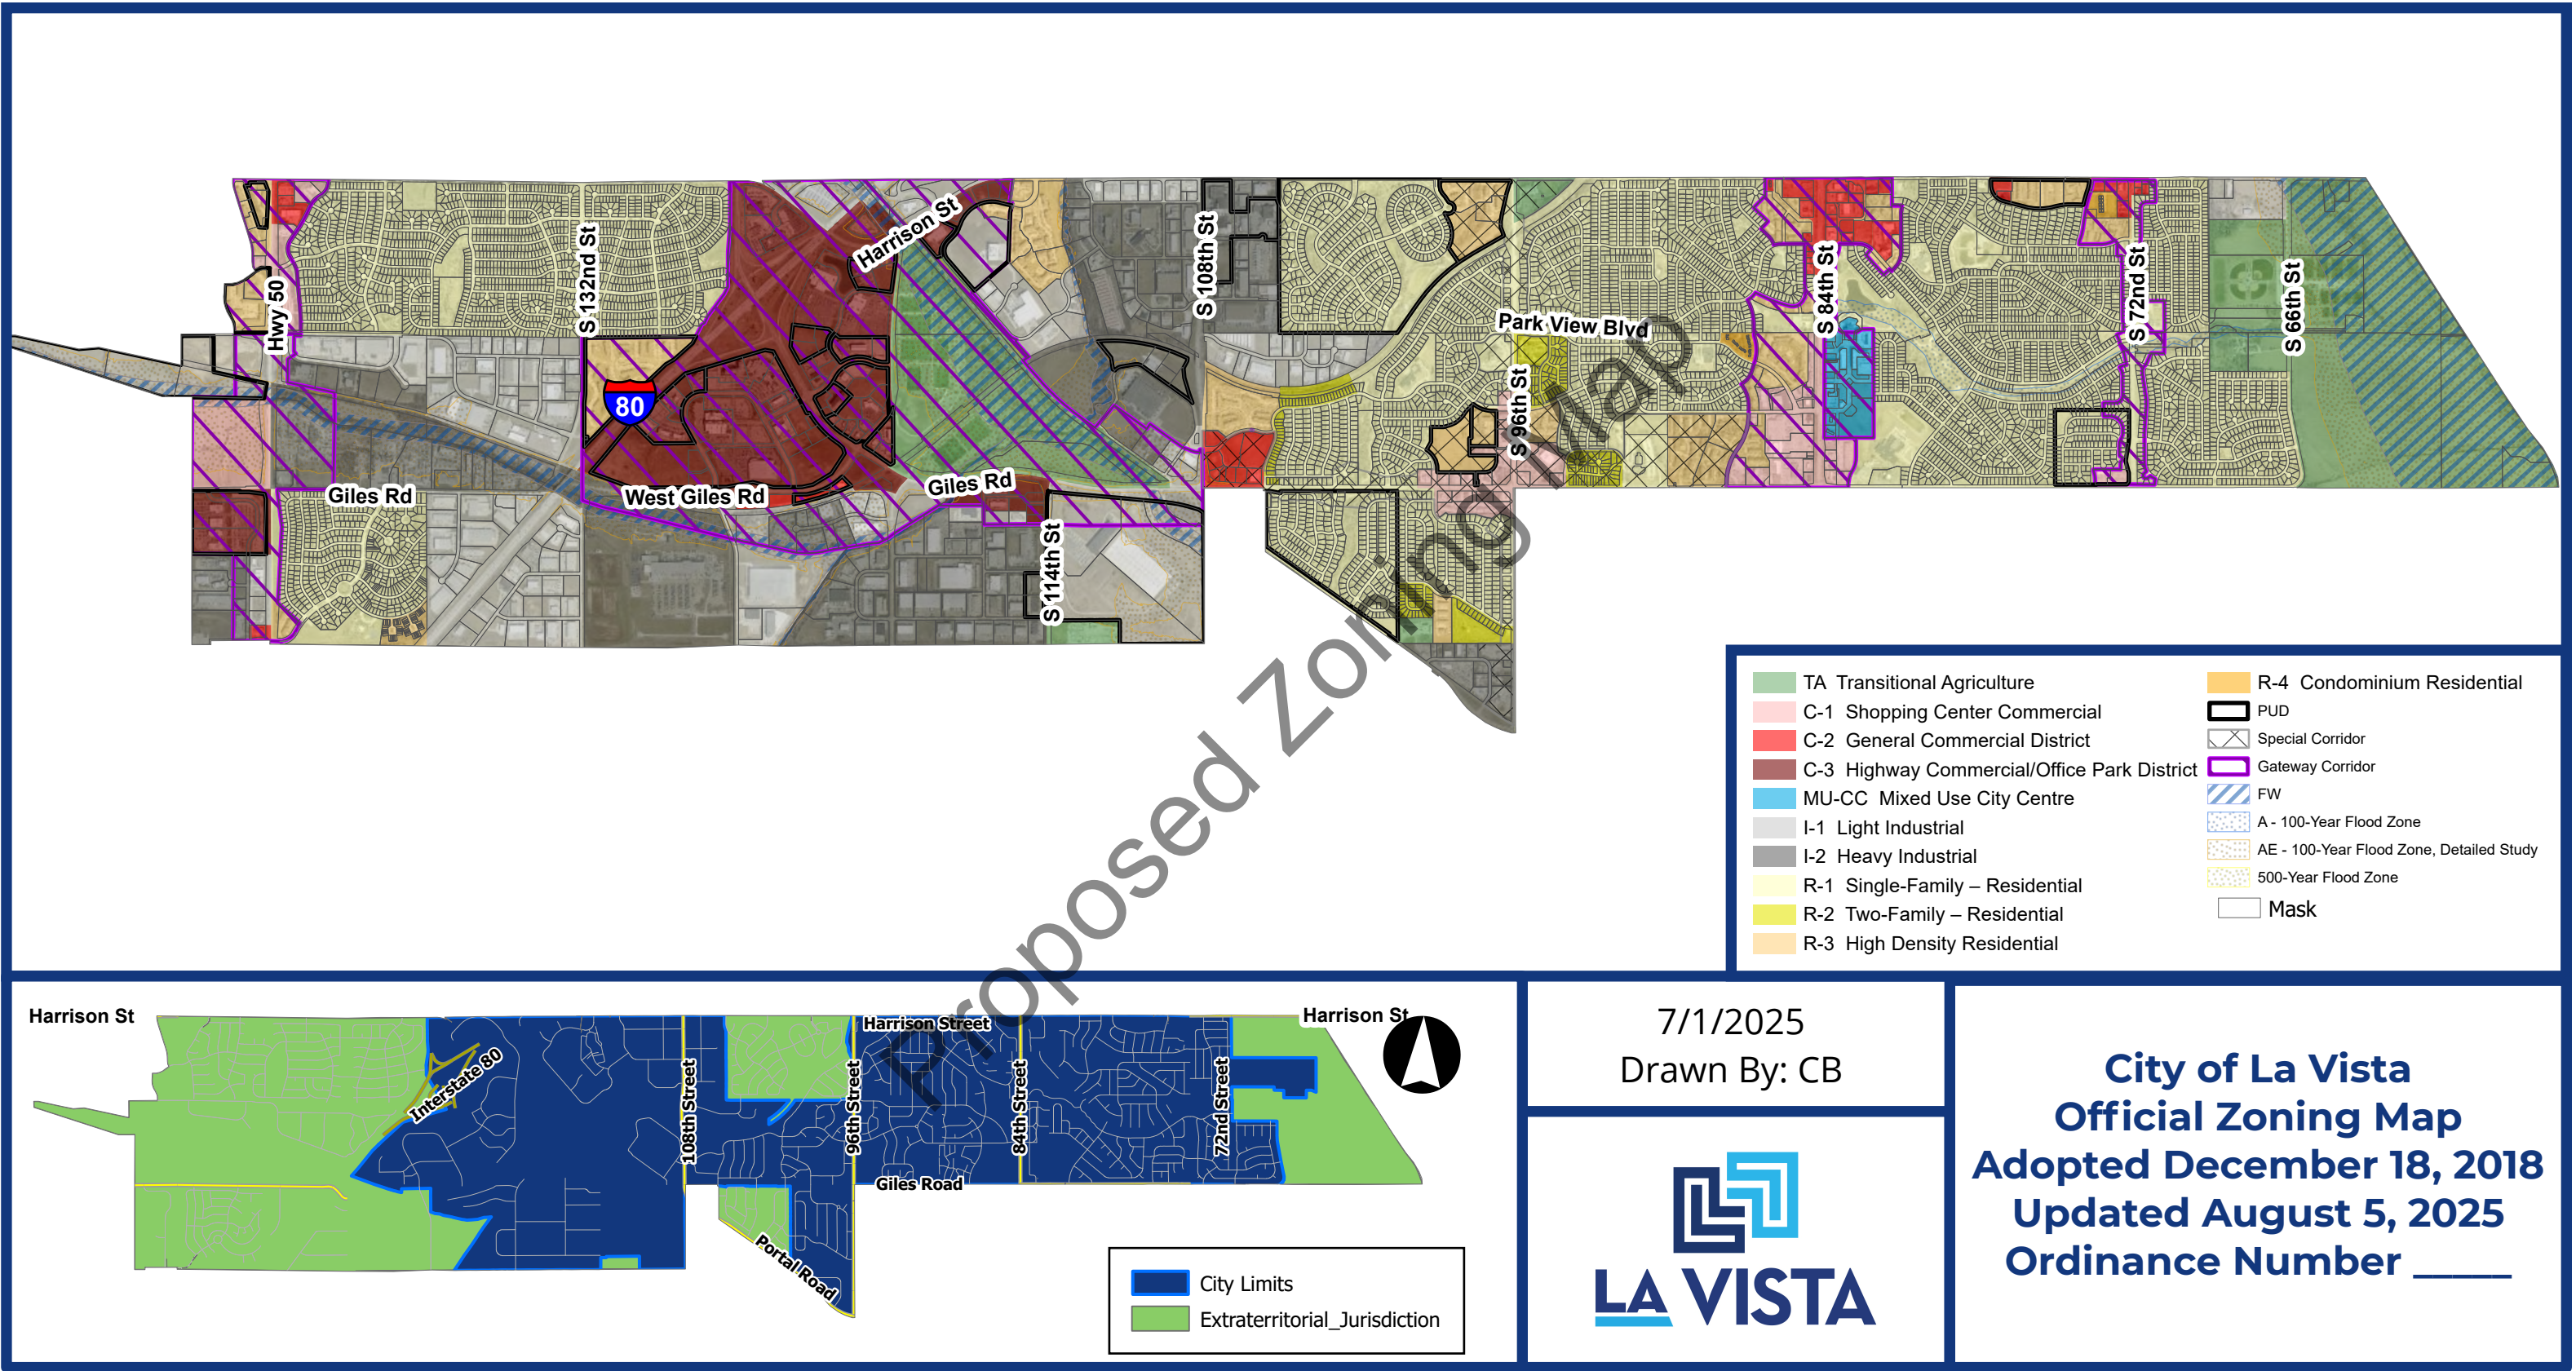 Hwy 50
S 132nd St
Harrison St
S 108th St
Park View Blvd
S 96th St
S 84th St
S 72nd St
S 66th St
80
Giles Rd
West Giles Rd
Giles Rd
S 114th St
Proposed Zoning Map
TA Transitional Agriculture
C-1 Shopping Center Commercial
C-2 General Commercial District
C-3 Highway Commercial/Office Park District
MU-CC Mixed Use City Centre
I-1 Light Industrial
I-2 Heavy Industrial
R-1 Single-Family – Residential
R-2 Two-Family – Residential
R-3 High Density Residential
R-4 Condominium Residential
PUD
Special Corridor
Gateway Corridor
FW
A - 100-Year Flood Zone
AE - 100-Year Flood Zone, Detailed Study
500-Year Flood Zone
Mask
Harrison St
Harrison Street
Harrison St
Interstate 80
108th Street
96th Street
84th Street
72nd Street
Giles Road
Portal Road
City Limits
Extraterritorial_Jurisdiction
7/1/2025
Drawn By: CB
LA VISTA
City of La Vista
Official Zoning Map
Adopted December 18, 2018
Updated August 5, 2025
Ordinance Number _____